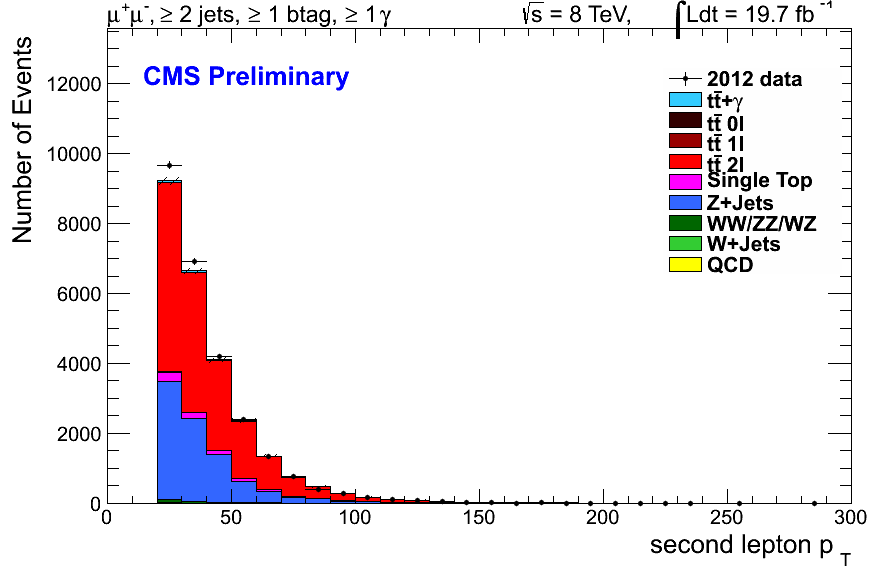 μ⁺μ⁻, ≥ 2 jets, ≥ 1 btag, ≥ 1 γ √s = 8 TeV, ∫Ldt = 19.7 fb⁻¹
CMS Preliminary
2012 data
tt̄+γ
tt̄ 0l
tt̄ 1l
tt̄ 2l
Single Top
Z+Jets
WW/ZZ/WZ
W+Jets
QCD
Number of Events
12000
10000
8000
6000
4000
2000
0
0 50 100 150 200 250 300
second lepton p_T